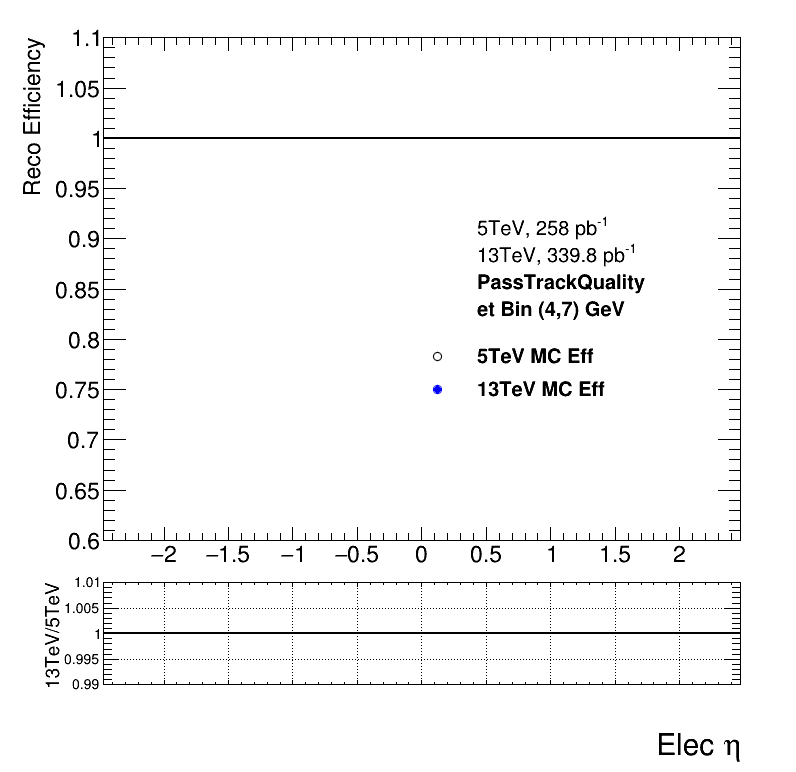 Reco Efficiency
1.1
1.05
1
0.95
0.9
0.85
0.8
0.75
0.7
0.65
0.6
5TeV, 258 pb⁻¹
13TeV, 339.8 pb⁻¹
PassTrackQuality
et Bin (4,7) GeV
5TeV MC Eff
13TeV MC Eff
−2 −1.5 −1 −0.5 0 0.5 1 1.5 2
13TeV/5TeV
1.01
1.005
1
0.995
0.99
Elec η